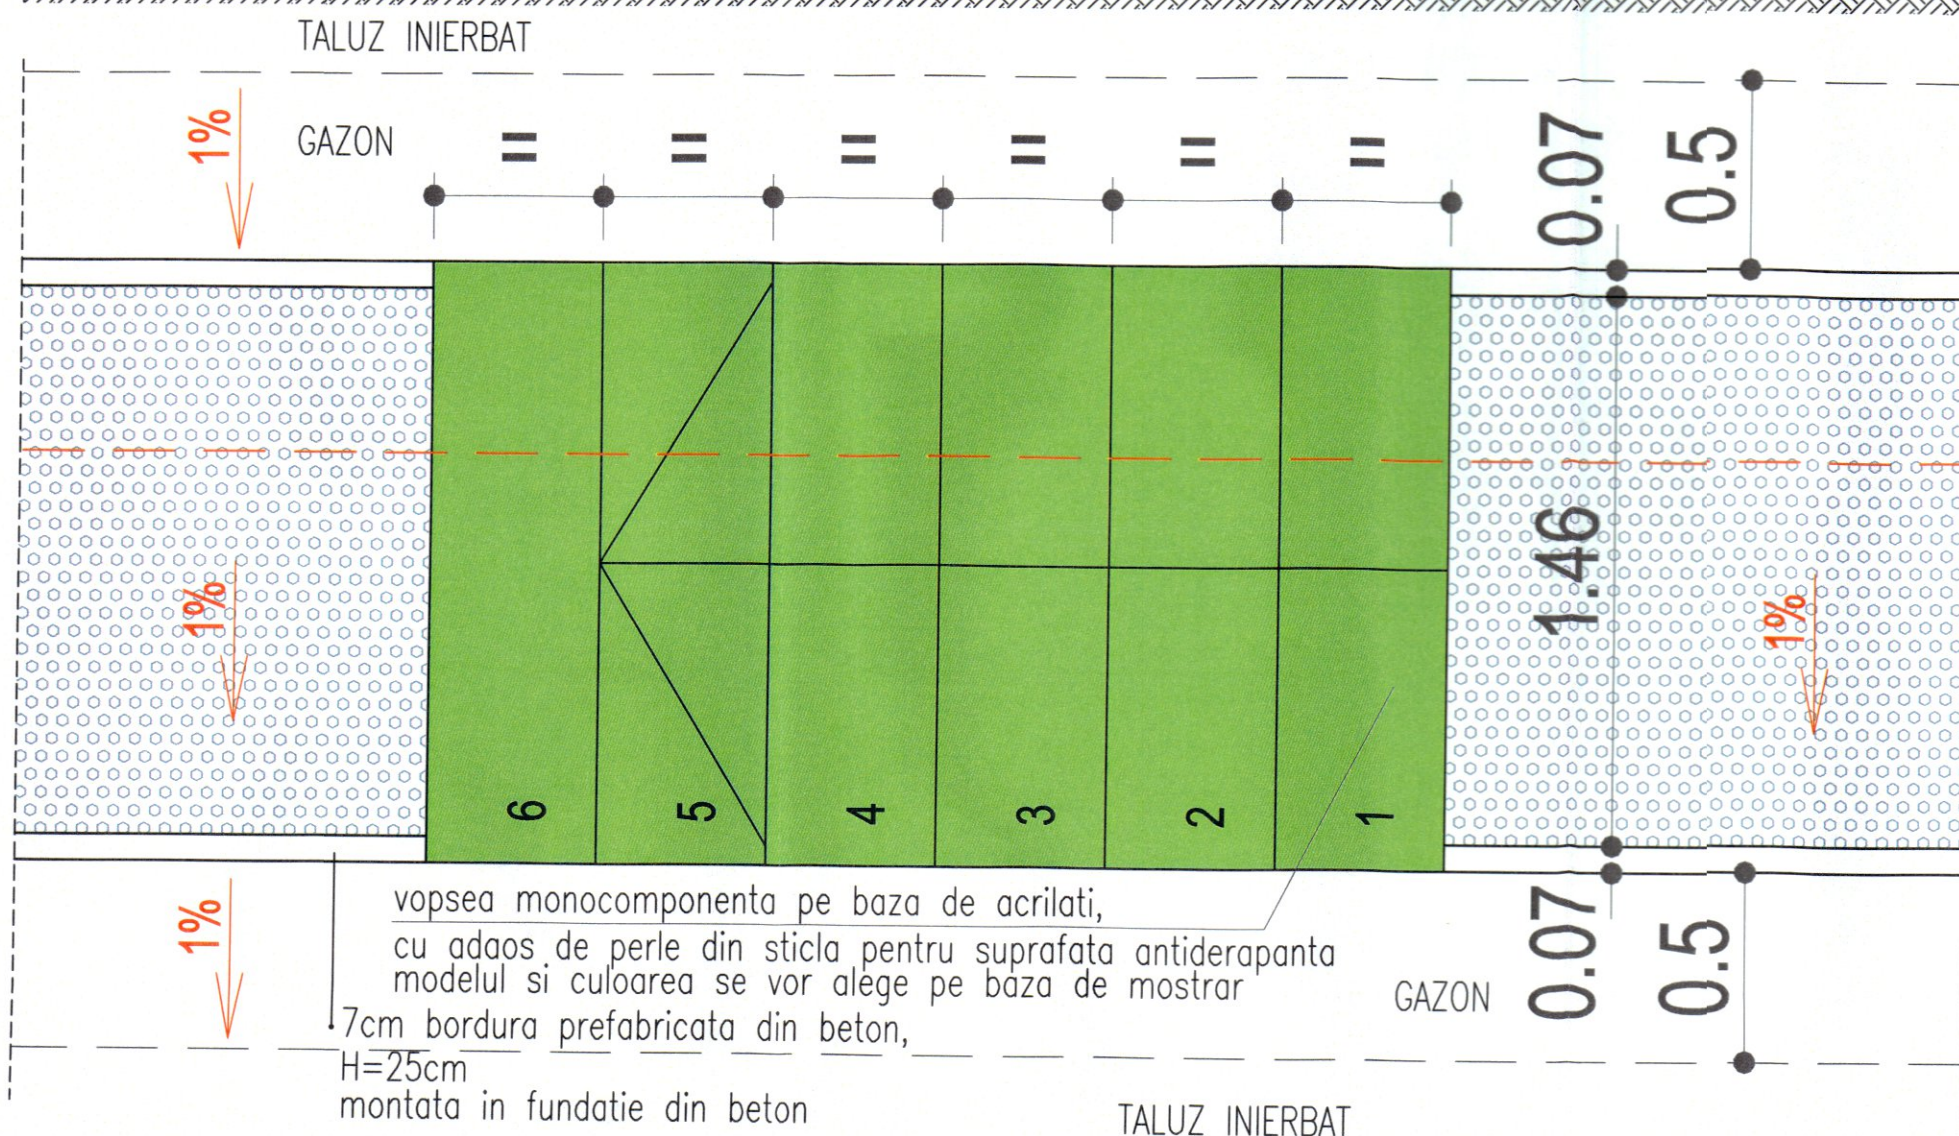 TALUZ INIERBAT
1%
GAZON
=
=
=
=
=
=
0.07
0.5
1%
1.46
1%
6
5
4
3
2
1
1%
vopsea monocomponenta pe baza de acrilati,
cu adaos de perle din sticla pentru suprafata antiderapanta
modelul si culoarea se vor alege pe baza de mostrar
GAZON
0.07
0.5
7cm bordura prefabricata din beton,
H=25cm
montata in fundatie din beton
TALUZ INIERBAT